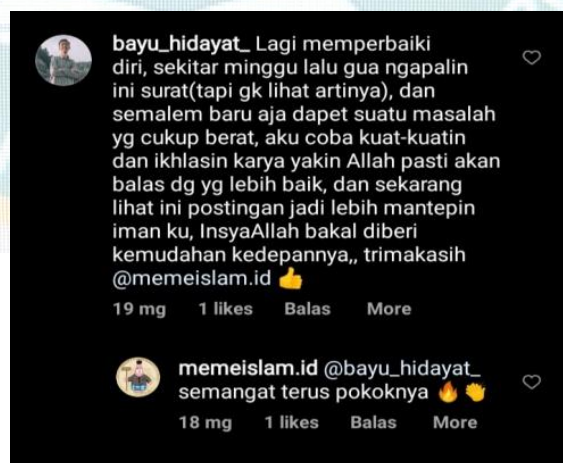 bayu_hidayat_ Lagi memperbaiki
diri, sekitar minggu lalu gua ngapalin
ini surat(tapi gk lihat artinya), dan
semalem baru aja dapet suatu masalah
yg cukup berat, aku coba kuat-kuatin
dan ikhlasin karya yakin Allah pasti akan
balas dg yg lebih baik, dan sekarang
lihat ini postingan jadi lebih mantepin
iman ku, InsyaAllah bakal diberi
kemudahan kedepannya,, trimakasih
@memeislam.id 👍
19 mg 1 likes Balas More
memeislam.id @bayu_hidayat_
semangat terus pokoknya 🔥👏
18 mg 1 likes Balas More